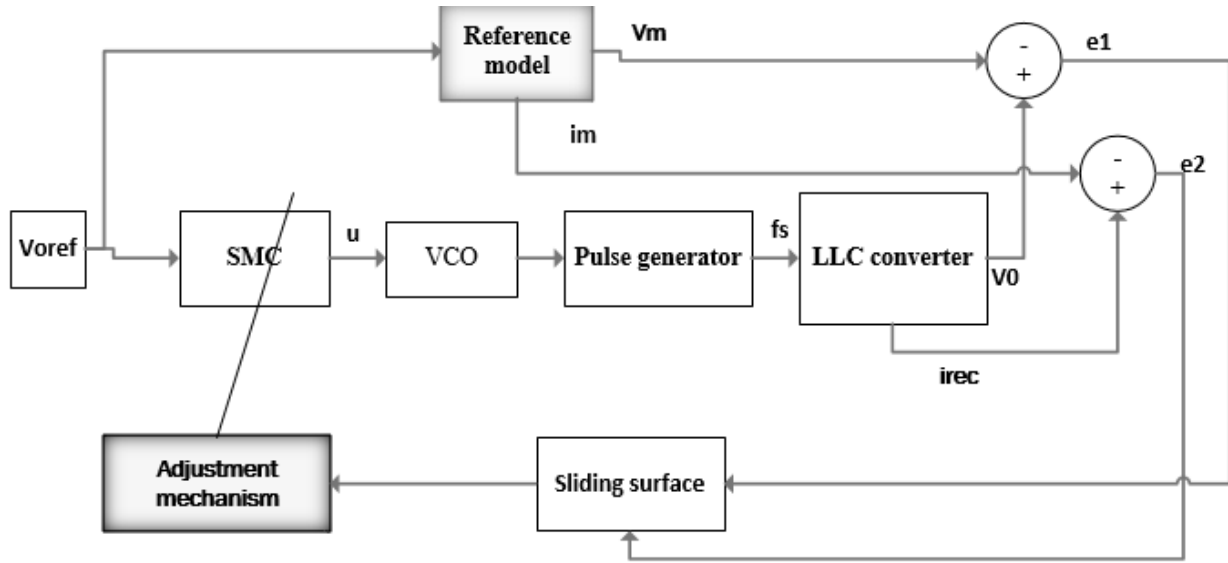 Reference
model
Vm
-
+
e1
im
-
+
e2
Voref
SMC
u
VCO
Pulse generator
fs
LLC converter
V0
irec
Adjustment
mechanism
Sliding surface